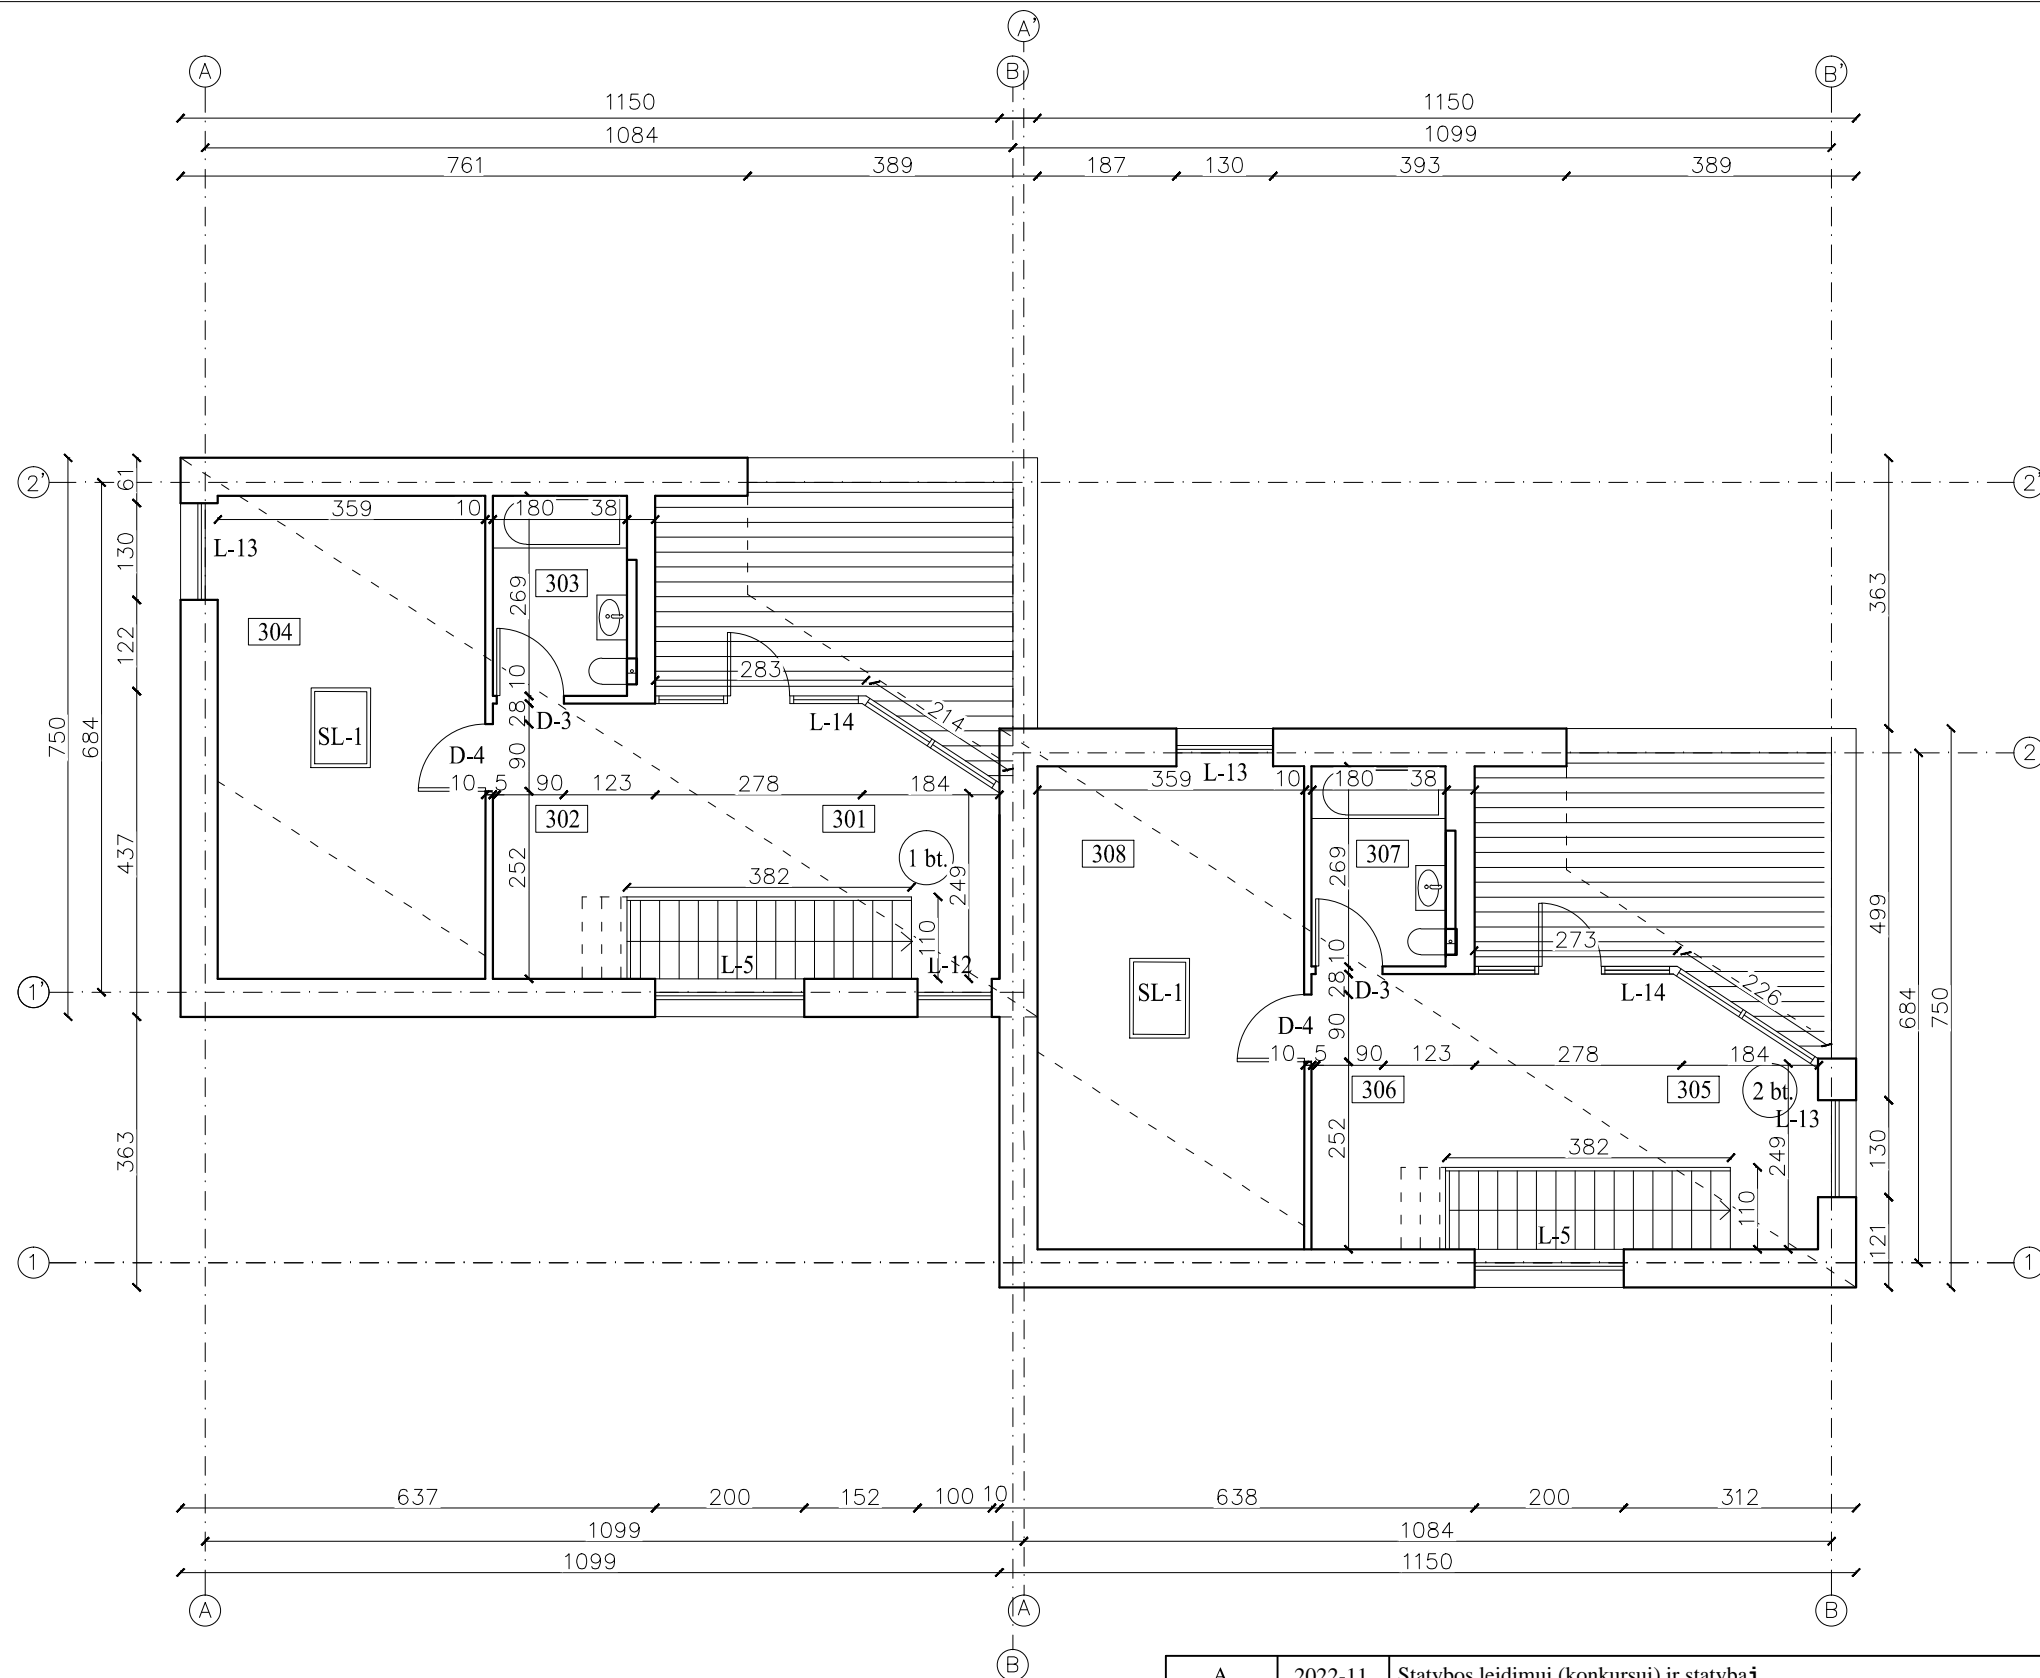 A'
A B B'
1150 1150
1084 1099
761 389 187 130 393 389
2' 2'
61
359 10 180 38
130 L-13
303
269
363
304
122
283
10
750 684 28 D-3 L-14 214
SL-1 D-4 90
2
10 5 90 123 278 184
L-13
359 10 180 38
302 301
437
1 bt.
252 382 249
308 307
269
499
110
L-5 L-12
273
10
1'
SL-1 28 D-3 L-14 226
D-4 90
684 750
10 5 90 123 278 184
306 305 2 bt.
L-13
363
252 382 249
130
110
L-5
121
1 1
637 200 152 100 10 638 200 312
1099 1084
1099 1150
A A B
B
A 2022-11 Statybos leidimui (konkursui) ir statybai